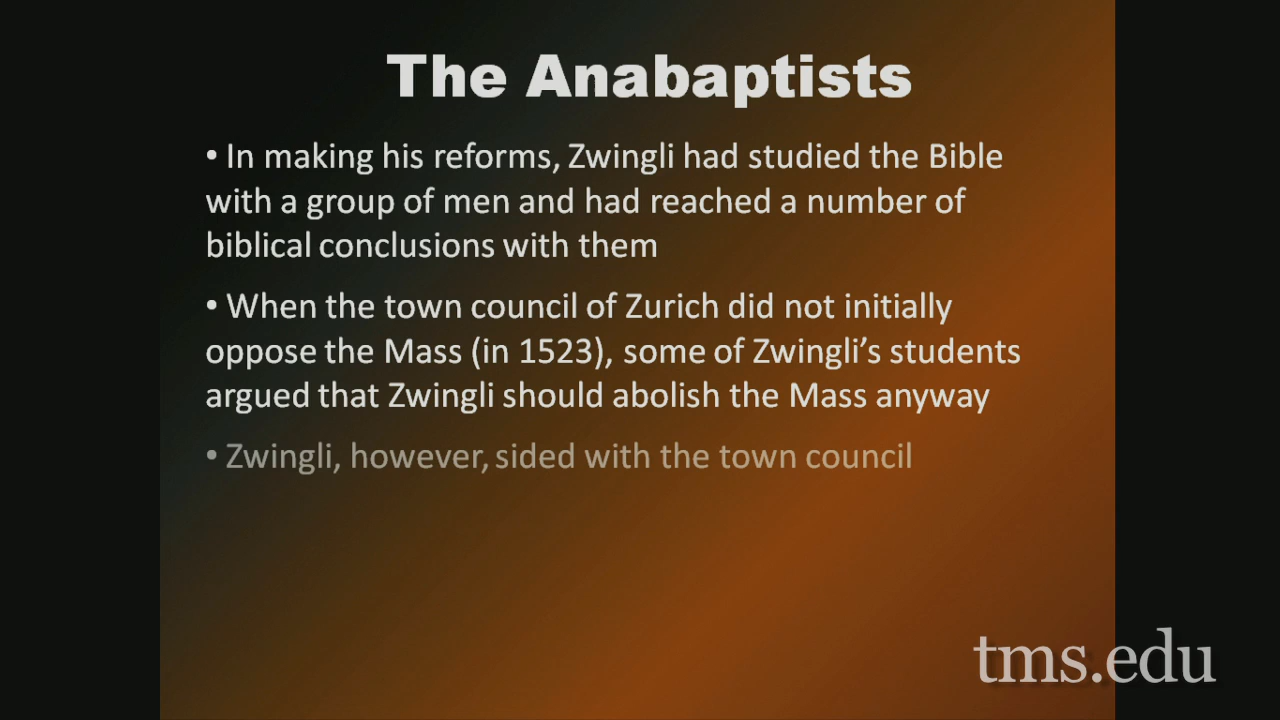 The Anabaptists
• In making his reforms, Zwingli had studied the Bible
with a group of men and had reached a number of
biblical conclusions with them
• When the town council of Zurich did not initially
oppose the Mass (in 1523), some of Zwingli’s students
argued that Zwingli should abolish the Mass anyway
• Zwingli, however, sided with the town council
tms.edu